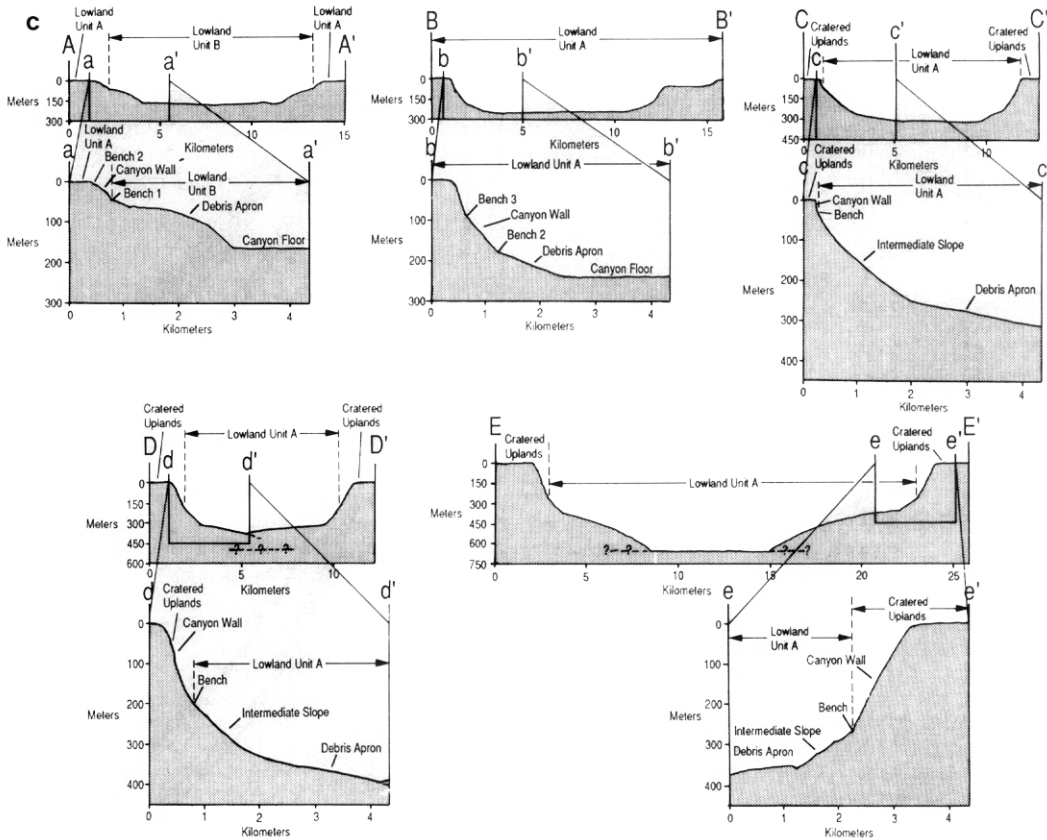 C
Lowland
Unit A
Lowland
Unit B
Lowland
Unit A
A
a
a'
A'
0
Meters
150
300
0
5
10
15
Kilometers
Lowland
Unit A
Bench 2
Canyon Wall
Lowland
Unit B
a
a'
Bench 1
Debris Apron
Canyon Floor
0
100
Meters
200
300
0
1
2
3
4
Kilometers
B
B'
Lowland
Unit A
b
b'
0
Meters
150
300
0
5
10
15
Kilometers
b
Lowland Unit A
b'
0
Bench 3
Canyon Wall
Bench 2
Debris Apron
Canyon Floor
100
Meters
200
300
0
1
2
3
4
Kilometers
C
C'
Cratered
Uplands
c'
Cratered
Uplands
c
Lowland
Unit A
0
150
Meters
300
450
0
5
10
Kilometers
Cratered
Uplands
C
C
Lowland
Unit A
0
Canyon Wall
Bench
100
Intermediate Slope
200
Meters
Debris Apron
300
400
0
1
2
3
4
Kilometers
Cratered
Uplands
Cratered
Uplands
D
Lowland Unit A
D'
d
d'
0
150
Meters
300
450
600
? ? ?
0
5
10
Kilometers
d
Cratered
Uplands
d'
0
Canyon Wall
Lowland Unit A
100
Bench
200
Intermediate Slope
Meters
300
Debris Apron
400
0
1
2
3
4
Kilometers
E
E'
Cratered
Uplands
Cratered
Uplands
e
e'
Lowland Unit A
0
150
300
Meters
450
600
750
? ?
? ?
0
5
10
15
20
25
Kilometers
e
Cratered
Uplands
e'
Lowland
Unit A
0
Canyon Wall
100
Bench
200
Meters
Intermediate Slope
300
Debris Apron
400
0
1
2
3
4
Kilometers